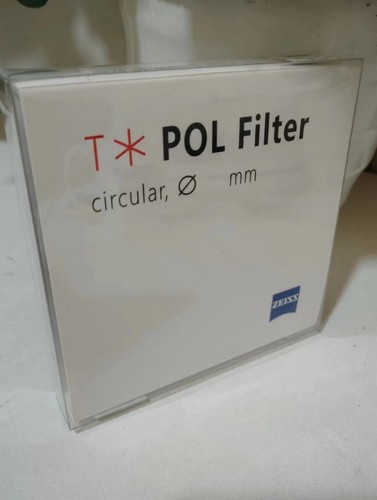 T* POL Filter
circular, Ø mm
ZEISS